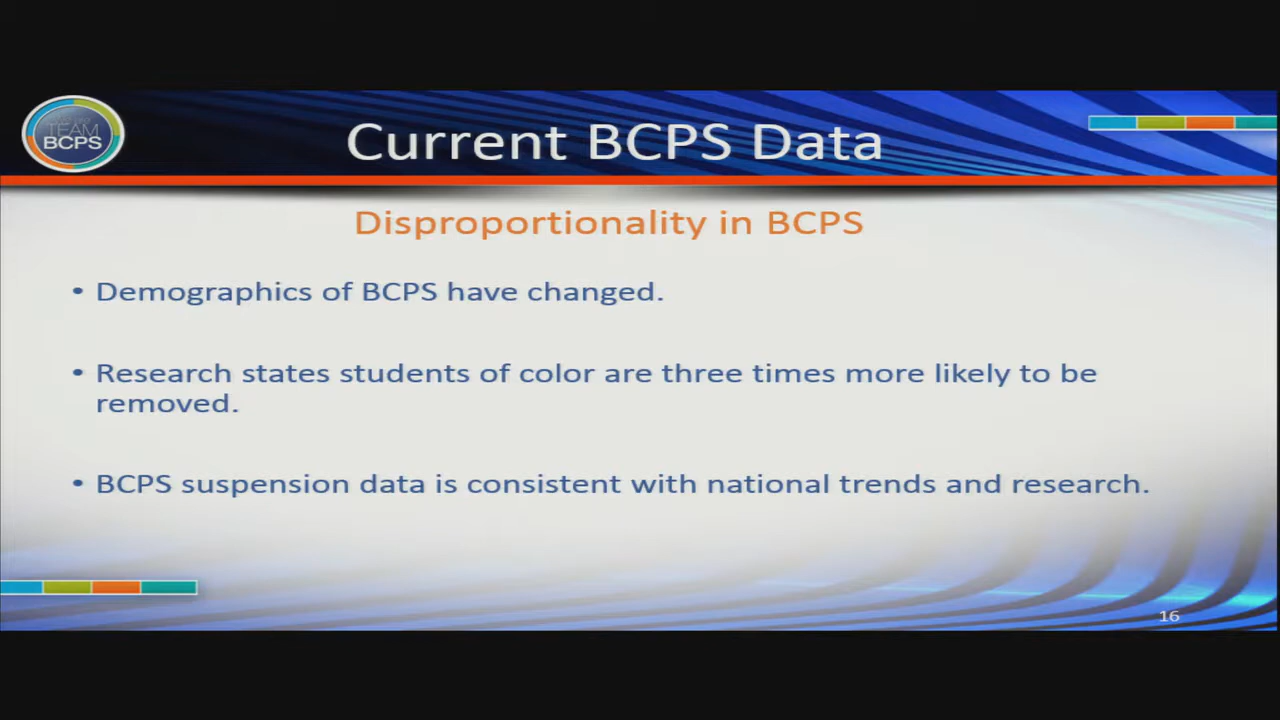 TEAM
BCPS
Current BCPS Data
Disproportionality in BCPS
• Demographics of BCPS have changed.
• Research states students of color are three times more likely to be
removed.
• BCPS suspension data is consistent with national trends and research.
16